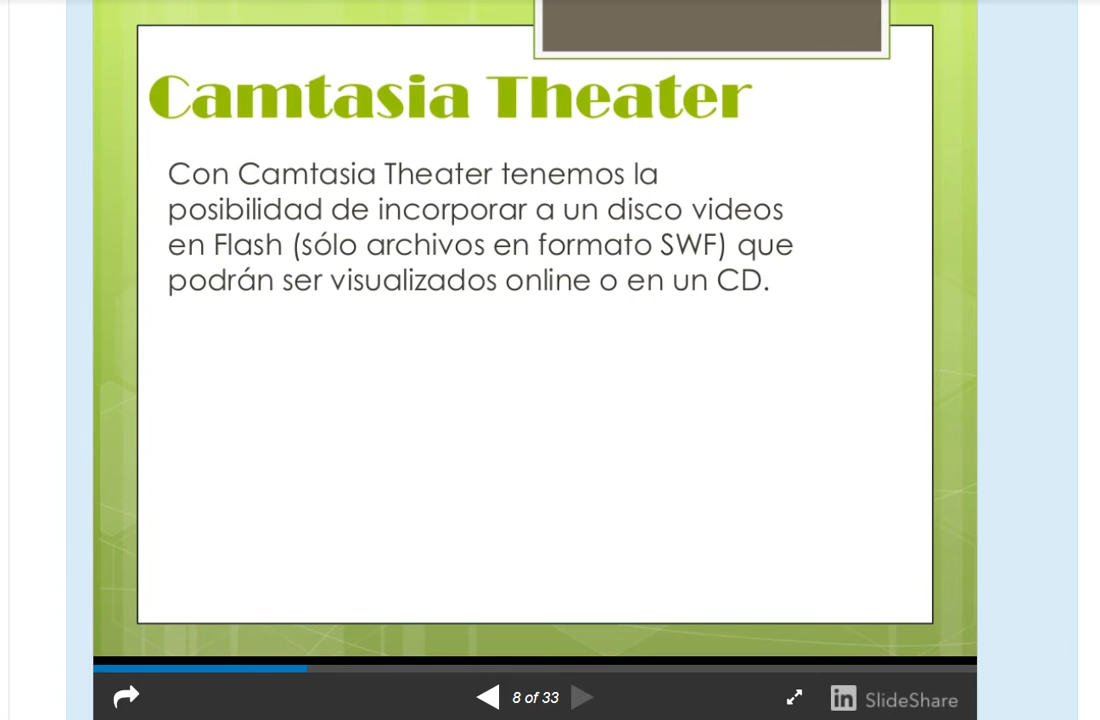 Camtasia Theater
Con Camtasia Theater tenemos la
posibilidad de incorporar a un disco videos
en Flash (sólo archivos en formato SWF) que
podrán ser visualizados online o en un CD.
8 of 33
in SlideShare